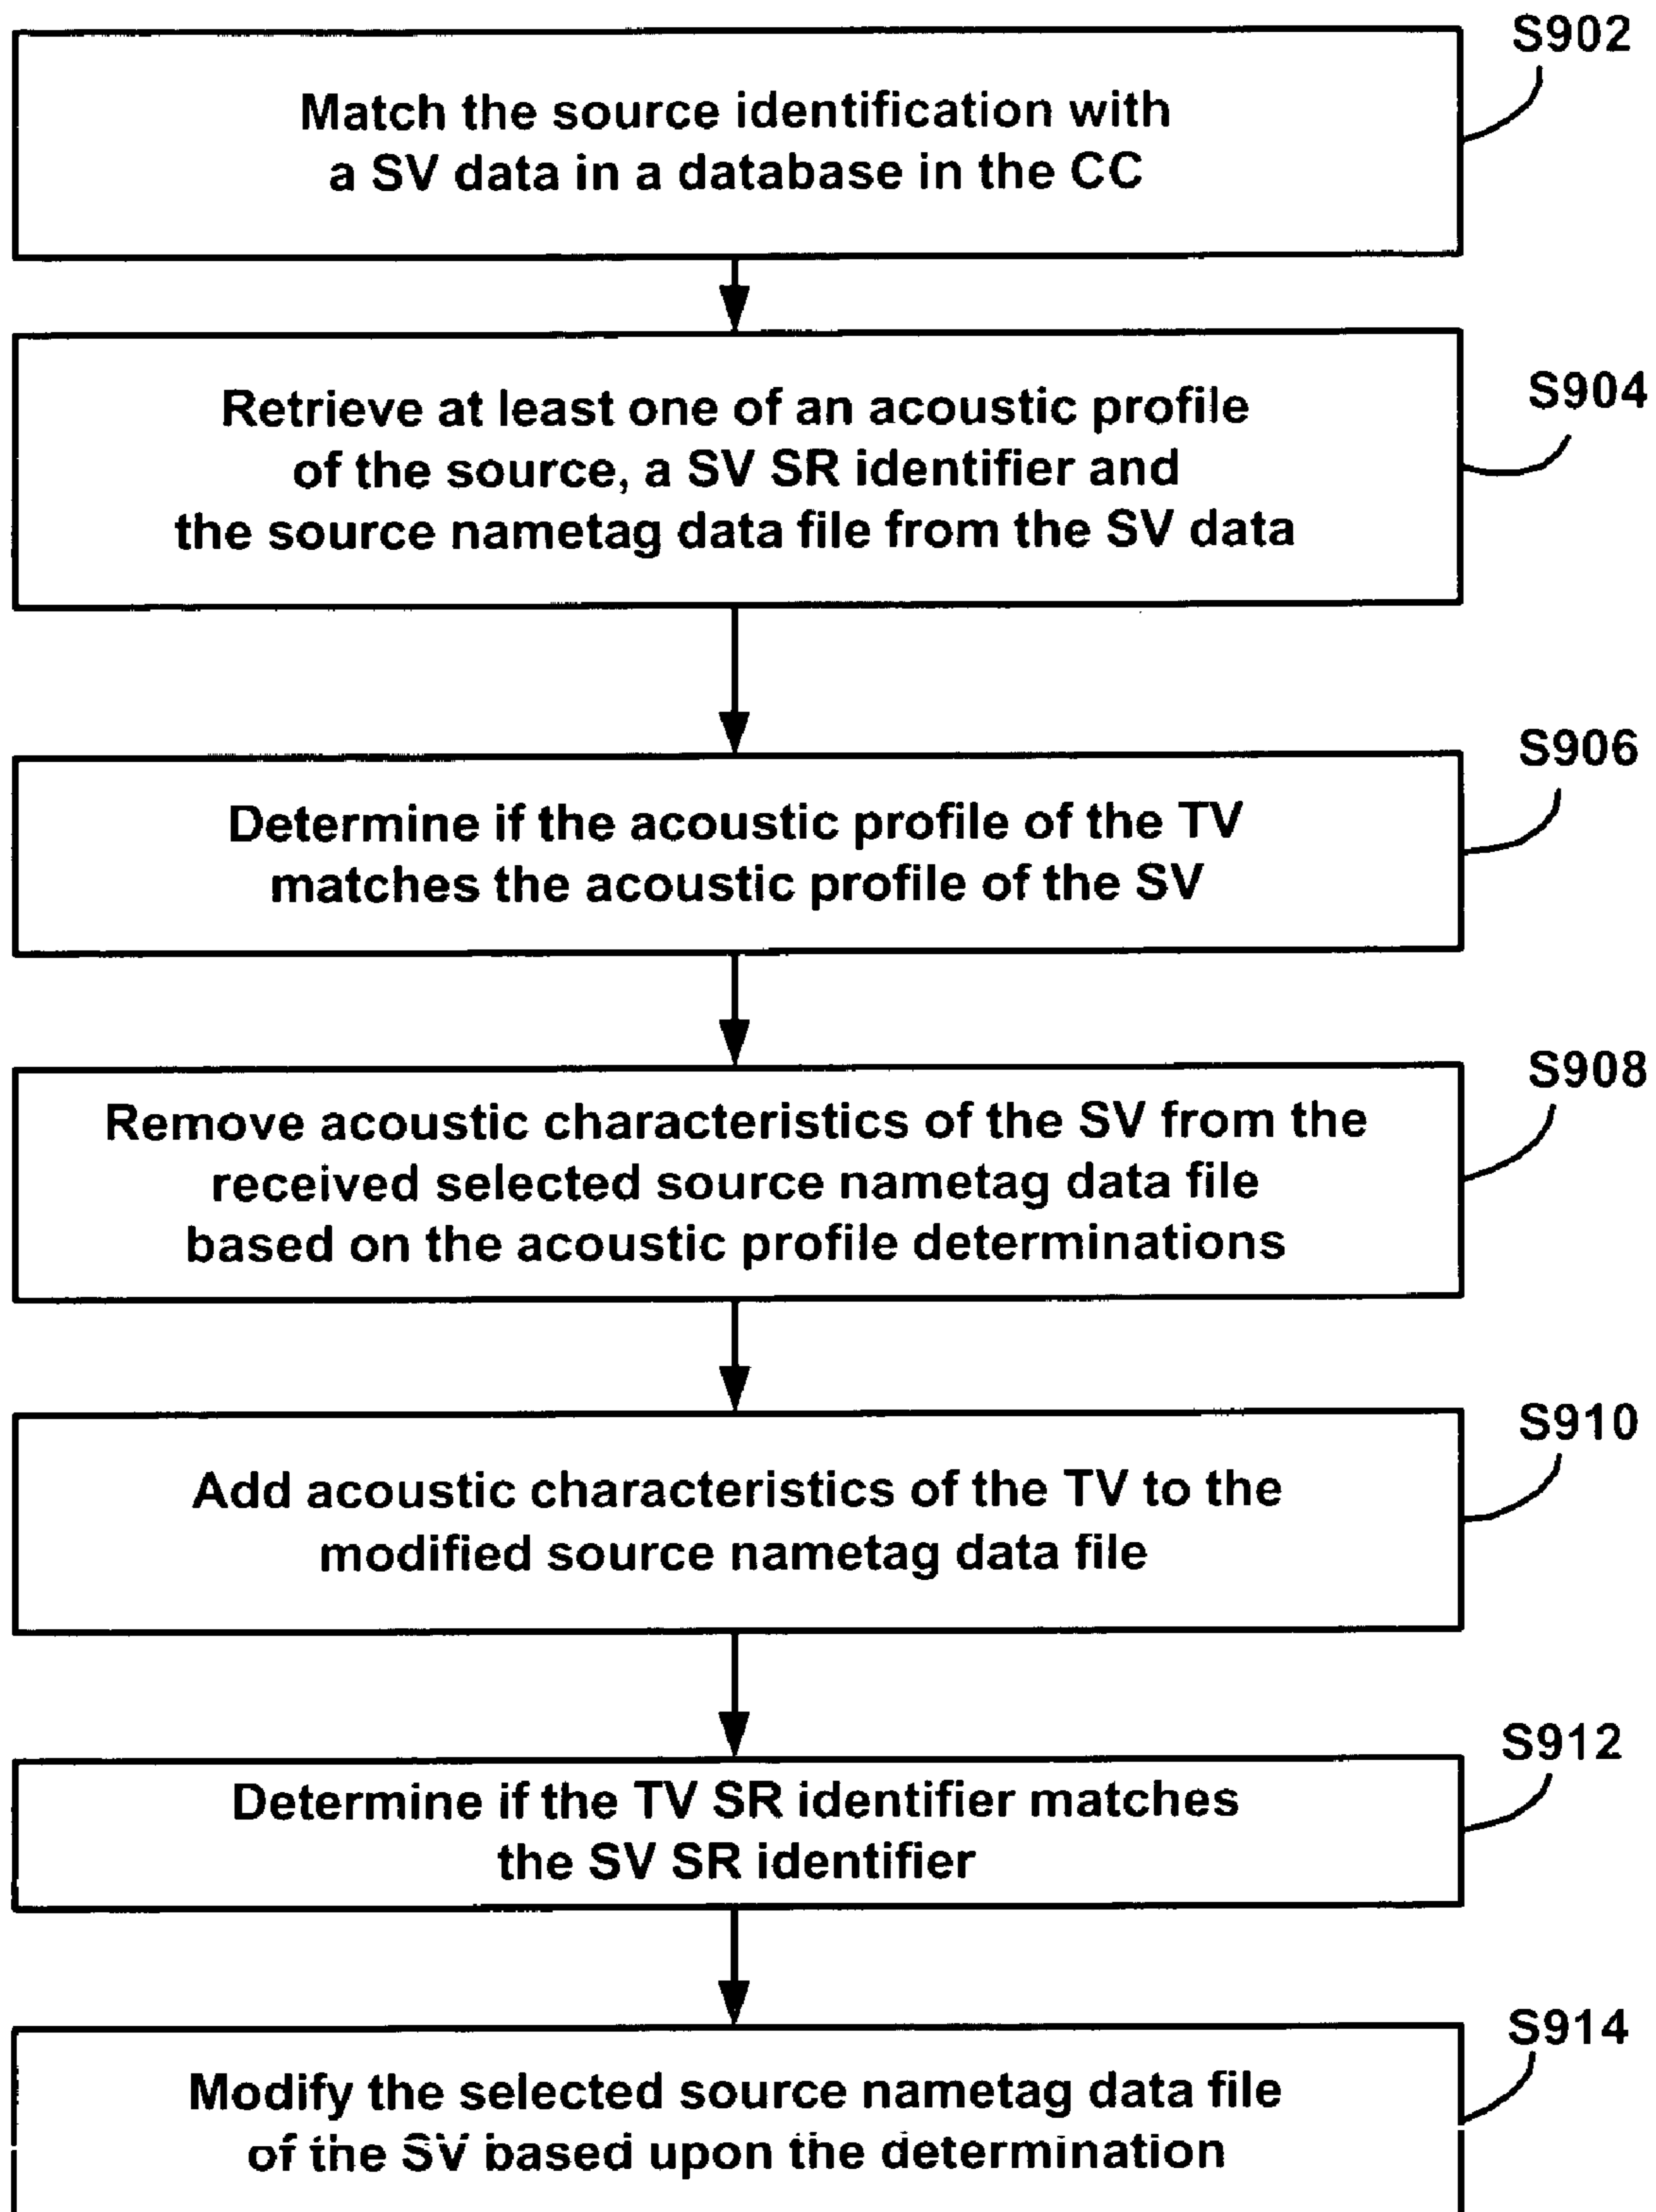 S902
Match the source identification with
a SV data in a database in the CC
S904
Retrieve at least one of an acoustic profile
of the source, a SV SR identifier and
the source nametag data file from the SV data
S906
Determine if the acoustic profile of the TV
matches the acoustic profile of the SV
S908
Remove acoustic characteristics of the SV from the
received selected source nametag data file
based on the acoustic profile determinations
S910
Add acoustic characteristics of the TV to the
modified source nametag data file
S912
Determine if the TV SR identifier matches
the SV SR identifier
S914
Modify the selected source nametag data file
of the SV based upon the determination